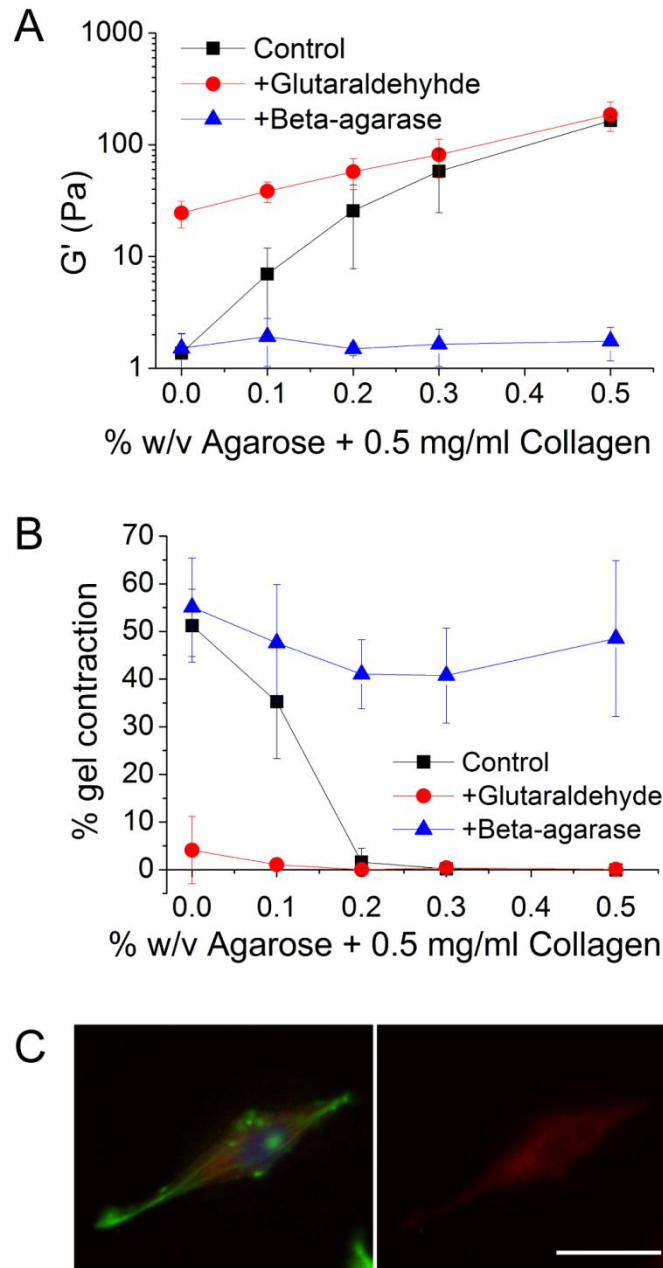 A
1000
100
10
1
G' (Pa)
Control
+Glutaraldehyhde
+Beta-agarase
0.0 0.1 0.2 0.3 0.4 0.5
% w/v Agarose + 0.5 mg/ml Collagen
B
70
60
50
40
30
20
10
0
% gel contraction
Control
+Glutaraldehyde
+Beta-agarase
0.0 0.1 0.2 0.3 0.4 0.5
% w/v Agarose + 0.5 mg/ml Collagen
C